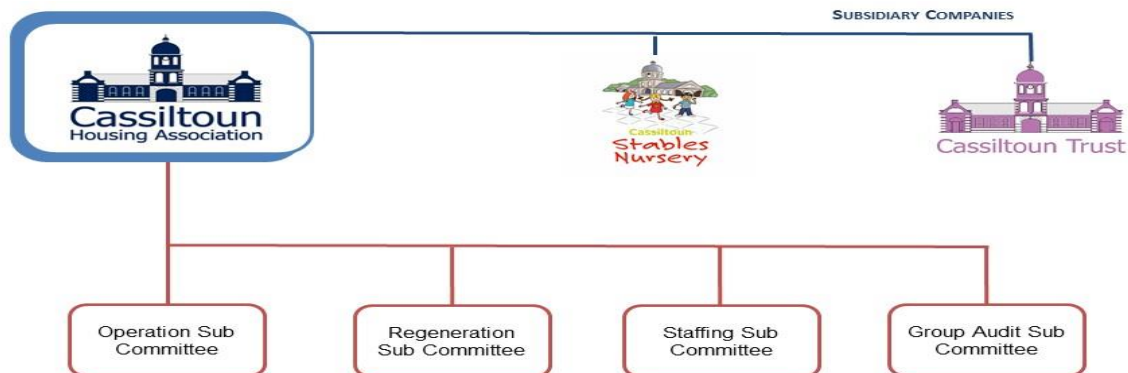 SUBSIDIARY COMPANIES
Cassiltoun
Housing Association
Cassiltoun
Stables
Nursery
Cassiltoun Trust
Operation Sub
Committee
Regeneration
Sub Committee
Staffing Sub
Committee
Group Audit Sub
Committee